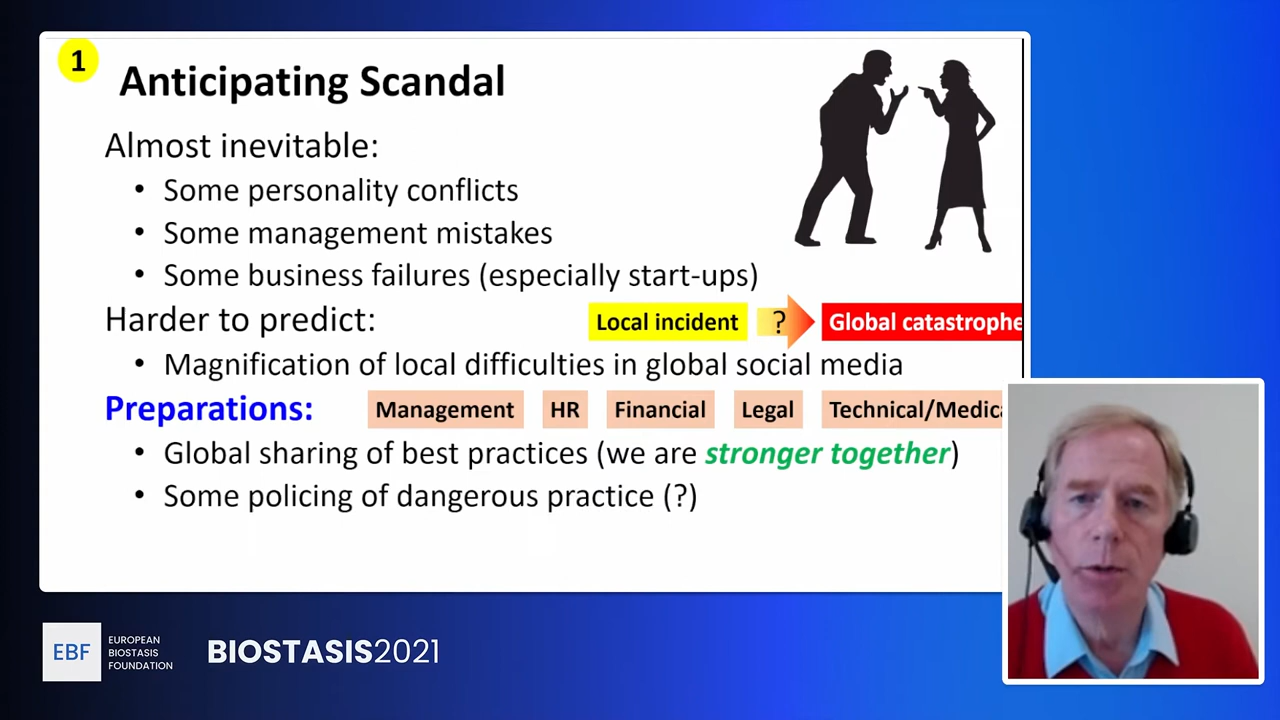 1
Anticipating Scandal
Almost inevitable:
• Some personality conflicts
• Some management mistakes
• Some business failures (especially start-ups)
Harder to predict:
Local incident ? Global catastrophe
• Magnification of local difficulties in global social media
Preparations:
Management HR Financial Legal
• Global sharing of best practices (we are stronger together)
• Some policing of dangerous practice (?)
EBF
EUROPEAN
BIOSTASIS
FOUNDATION
BIOSTASIS2021